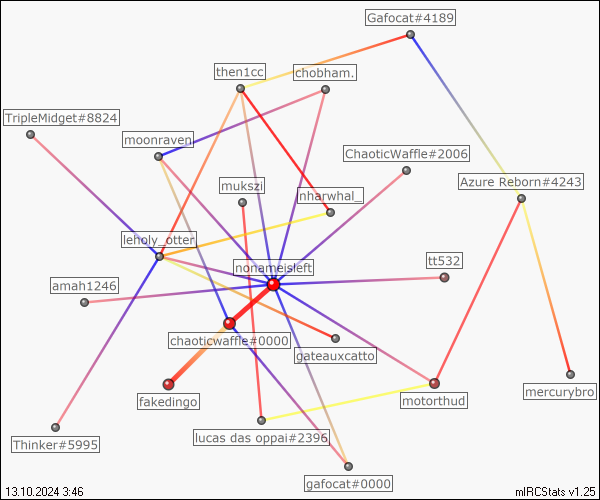 Gafocat#4189
then1cc
chobham.
TripleMidget#8824
moonraven
ChaoticWaffle#2006
Azure Reborn#4243
mukszi
nharwhal_
leholy_otter
nonameisleft
tt532
amah1246
chaoticwaffle#0000
gateauxcatto
mercurybro
fakedingo
motorthud
Thinker#5995
lucas das oppai#2396
gafocat#0000
13.10.2024 3:46
mIRCStats v1.25